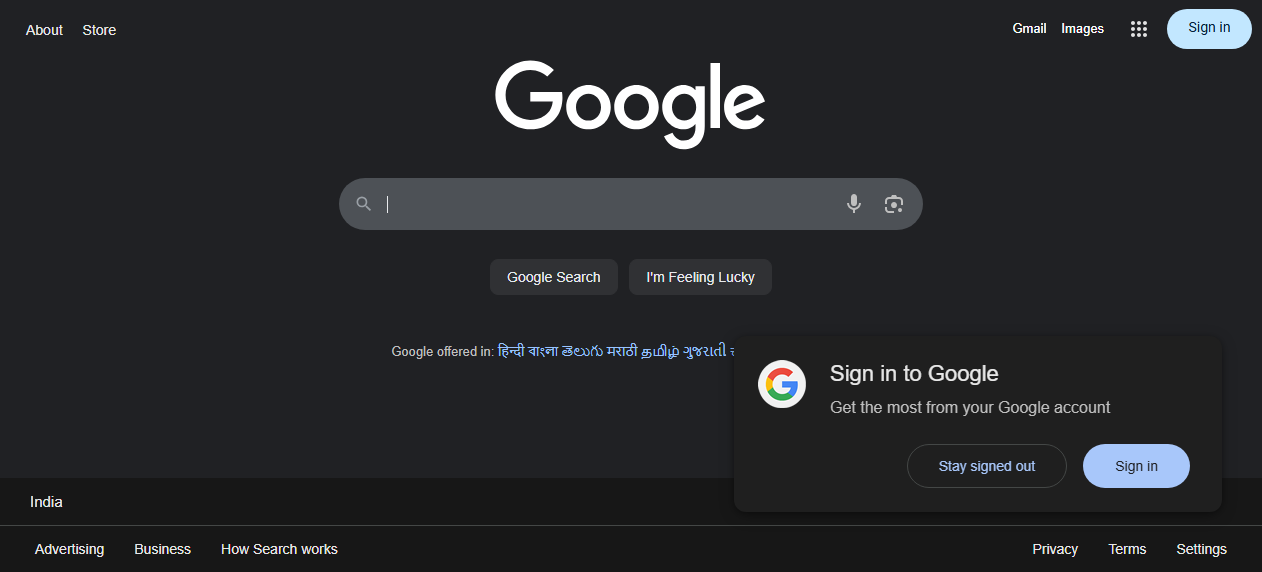 About Store
Gmail Images Sign in
Google
Google Search I'm Feeling Lucky
Google offered in: हिन्दी বাংলা తెలుగు मराठी தமிழ் ગુજરાતી
Sign in to Google
Get the most from your Google account
Stay signed out Sign in
India
Advertising Business How Search works
Privacy Terms Settings